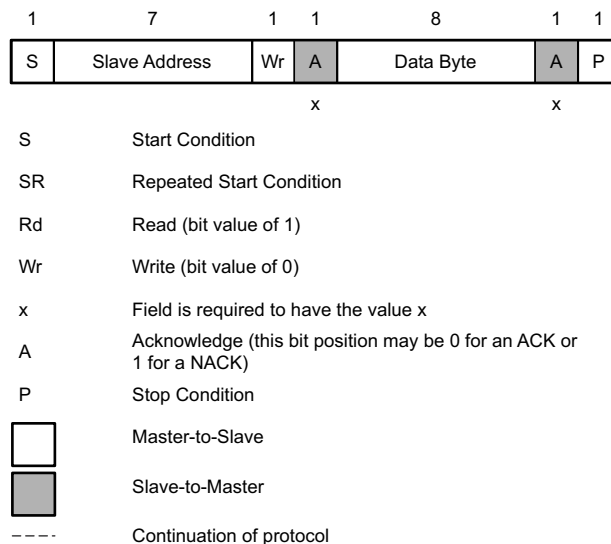 1 7 1 1 8 1 1
S Slave Address Wr A Data Byte A P
x x
S Start Condition
SR Repeated Start Condition
Rd Read (bit value of 1)
Wr Write (bit value of 0)
x Field is required to have the value x
A Acknowledge (this bit position may be 0 for an ACK or
1 for a NACK)
P Stop Condition
Master-to-Slave
Slave-to-Master
Continuation of protocol